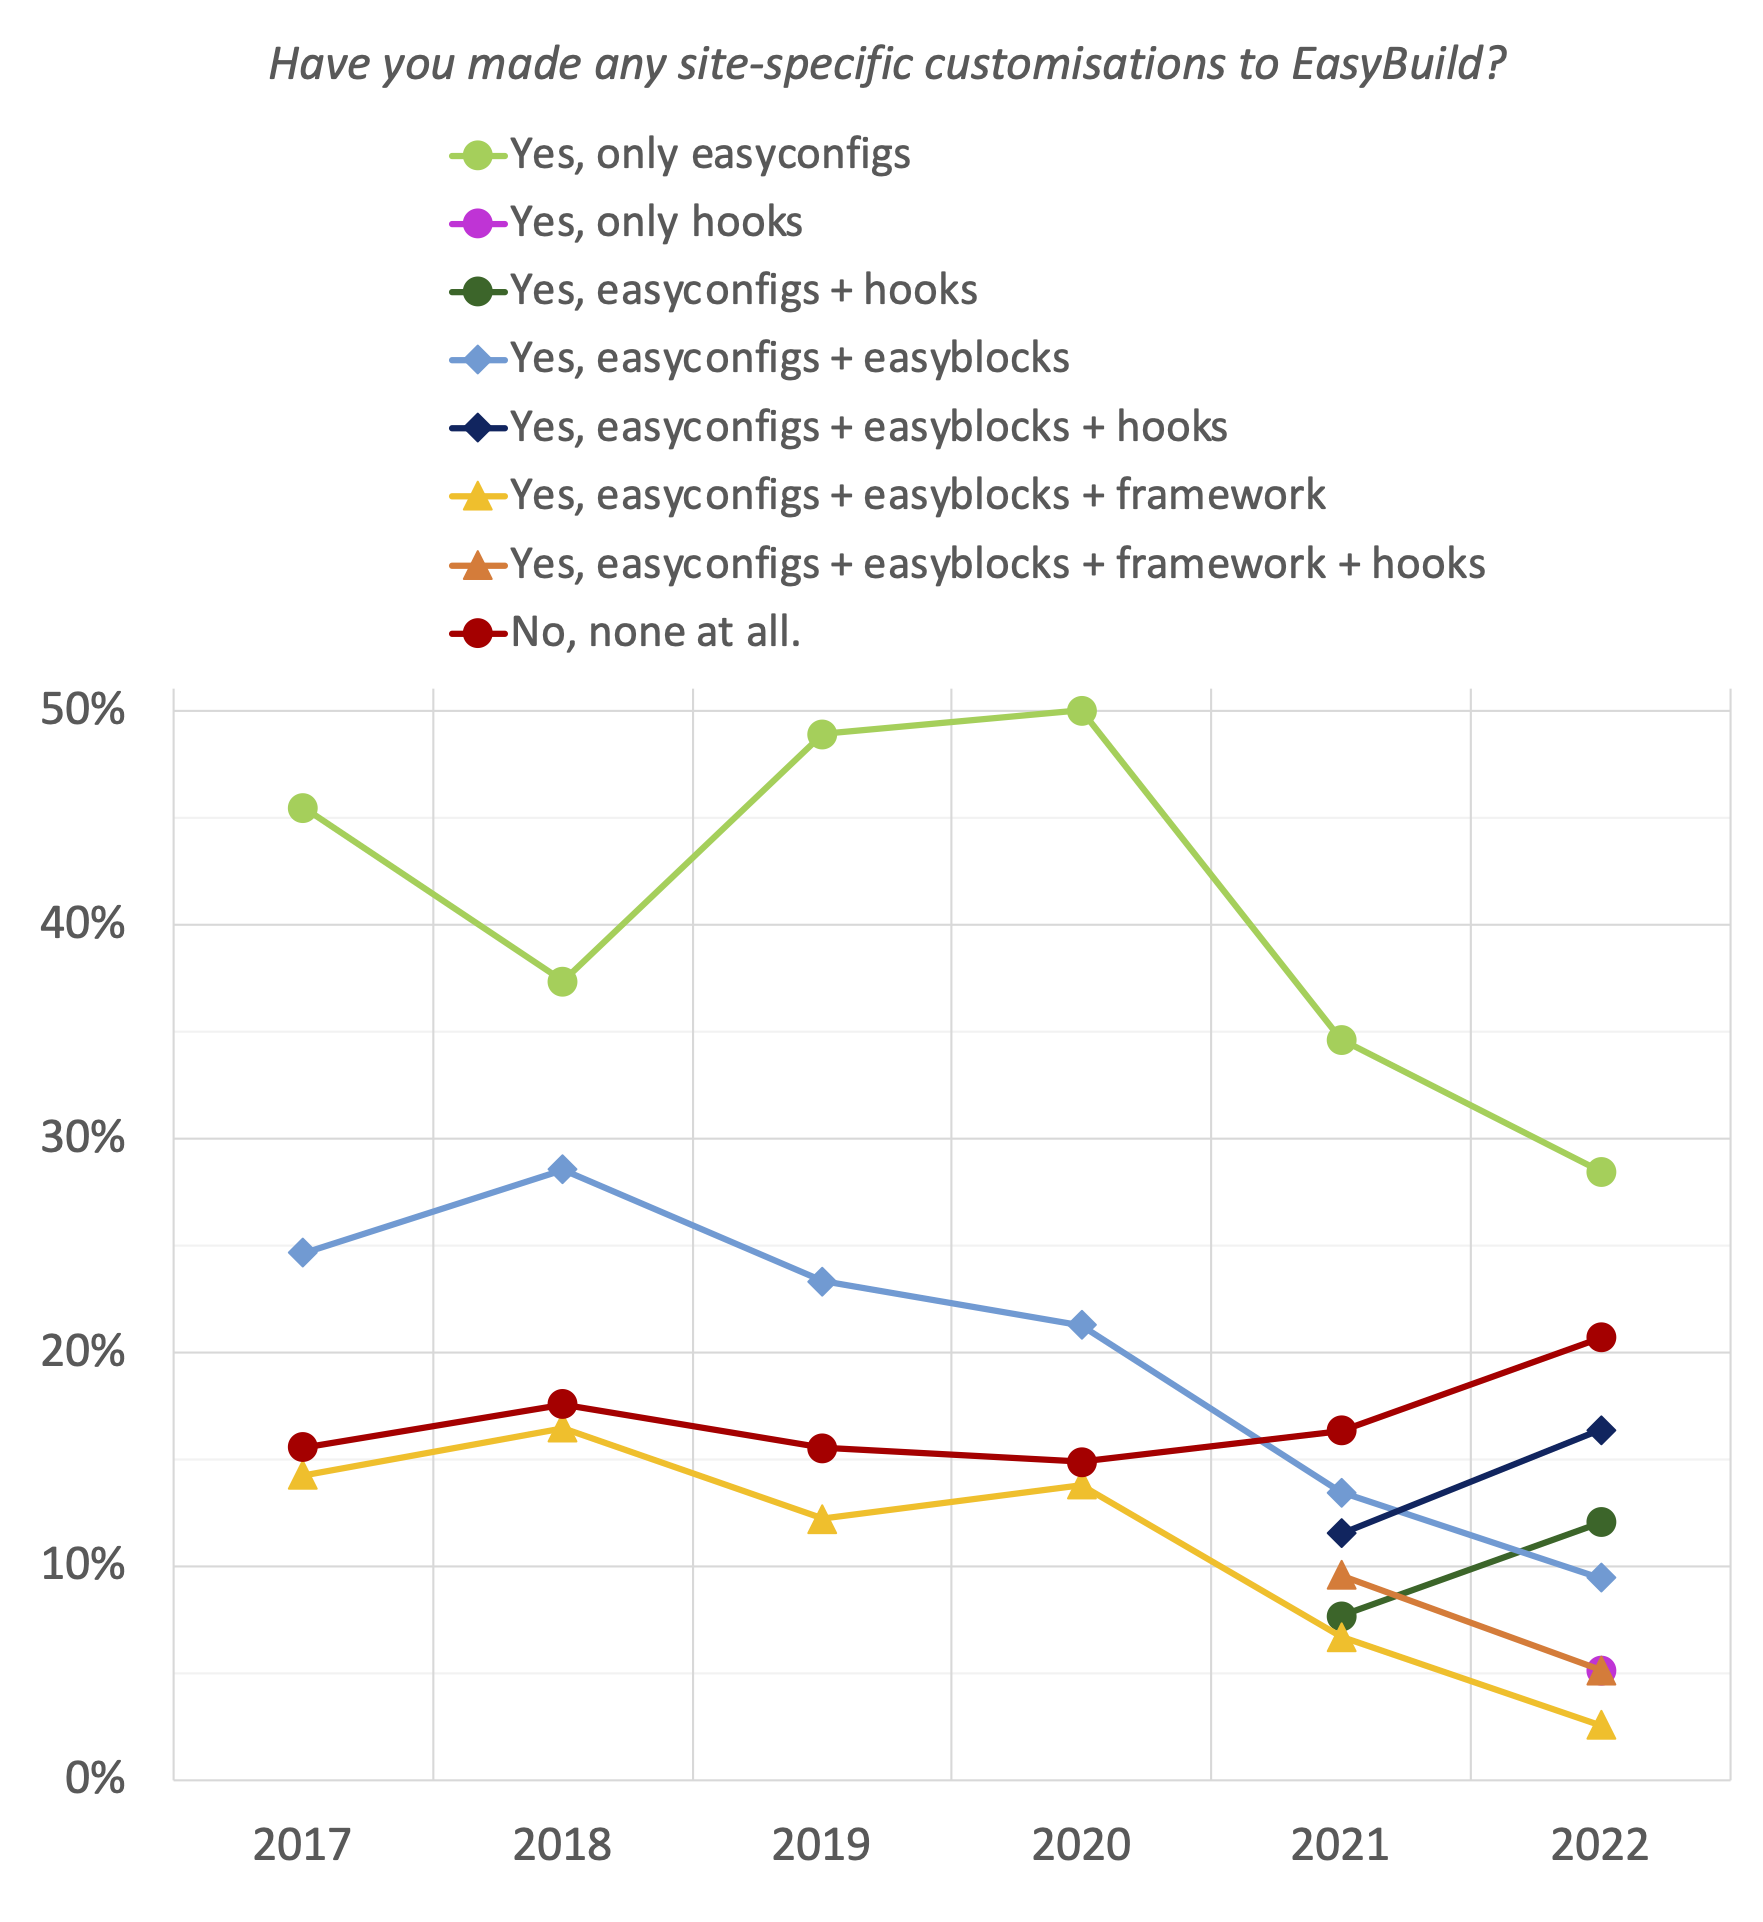 Have you made any site-specific customisations to EasyBuild?
Yes, only easyconfigs
Yes, only hooks
Yes, easyconfigs + hooks
Yes, easyconfigs + easyblocks
Yes, easyconfigs + easyblocks + hooks
Yes, easyconfigs + easyblocks + framework
Yes, easyconfigs + easyblocks + framework + hooks
No, none at all.
50%
40%
30%
20%
10%
0%
2017 2018 2019 2020 2021 2022